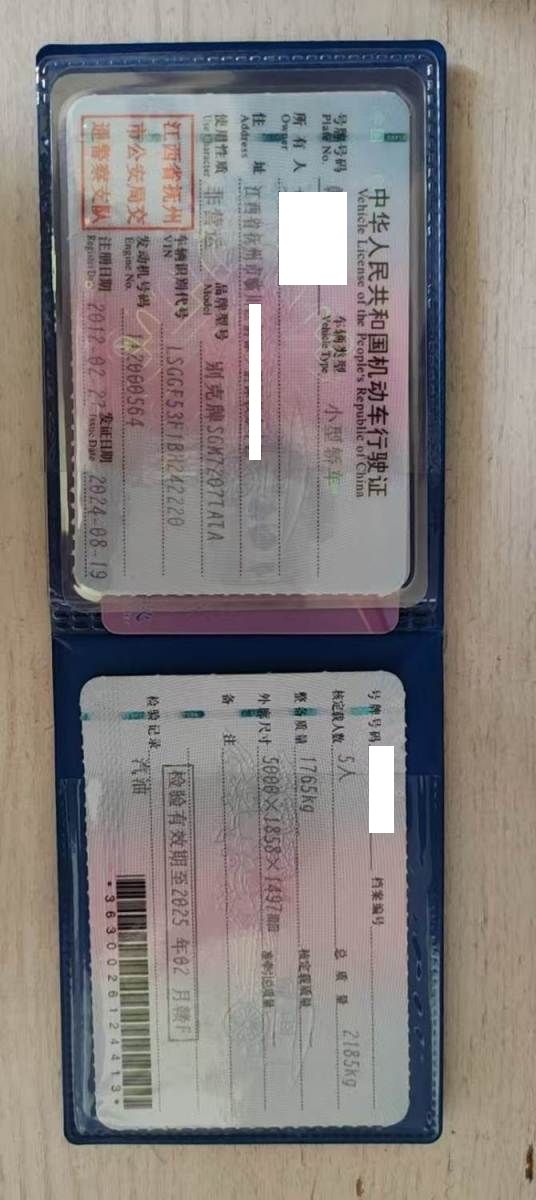 中华人民共和国机动车行驶证
Vehicle License of the People's Republic of China
号牌号码
Plate No.
车辆类型 小型轿车
Vehicle Type
所有人
Owner
住址 江西省抚州市临川
Address
使用性质 非营运 品牌型号 别克牌SGM7207TATA
Use Character Model
江西省抚州
市公安局交
通警察支队
车辆识别代号 LSGGF53F1BH242220
VIN
发动机号码 142000564
Engine No.
注册日期 2012-02-27 发证日期 2024-08-19
Register Date Issue Date
号牌号码 档案编号
核定载人数 5人 总质量 2185kg
整备质量 1765kg 核定载质量
外廓尺寸 5000×1858×1497mm 准牵引总质量
备注
检验有效期至2025年02月赣F
检验记录 汽油
*3630026124413*